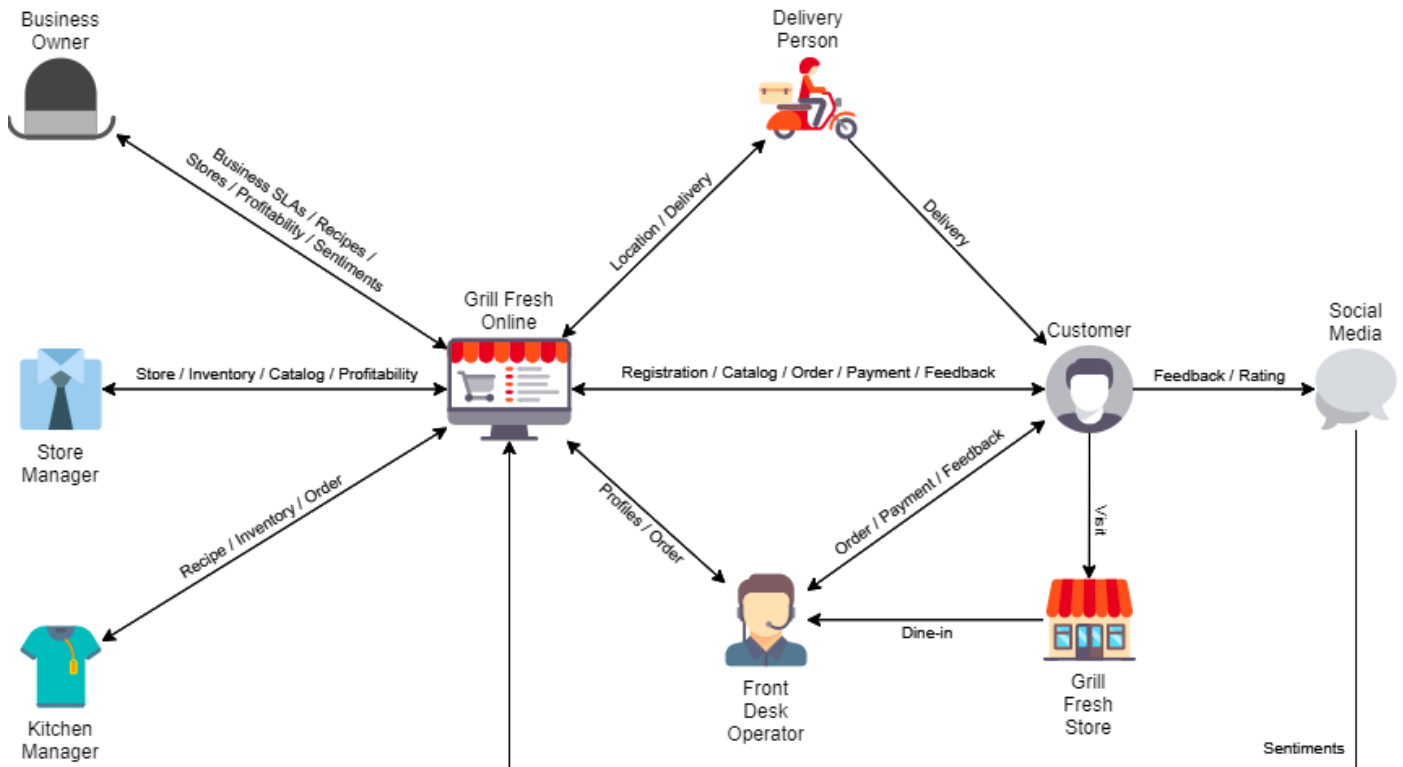 Business
Owner
Delivery
Person
Business SLAs / Recipes /
Stores / Profitability / Sentiments
Location / Delivery
Delivery
Grill Fresh
Online
Customer
Social
Media
Store / Inventory / Catalog / Profitability
Registration / Catalog / Order / Payment / Feedback
Feedback / Rating
Store
Manager
Recipe / Inventory / Order
Profiles / Order
Order / Payment / Feedback
Visit
Dine-in
Kitchen
Manager
Front
Desk
Operator
Grill
Fresh
Store
Sentiments